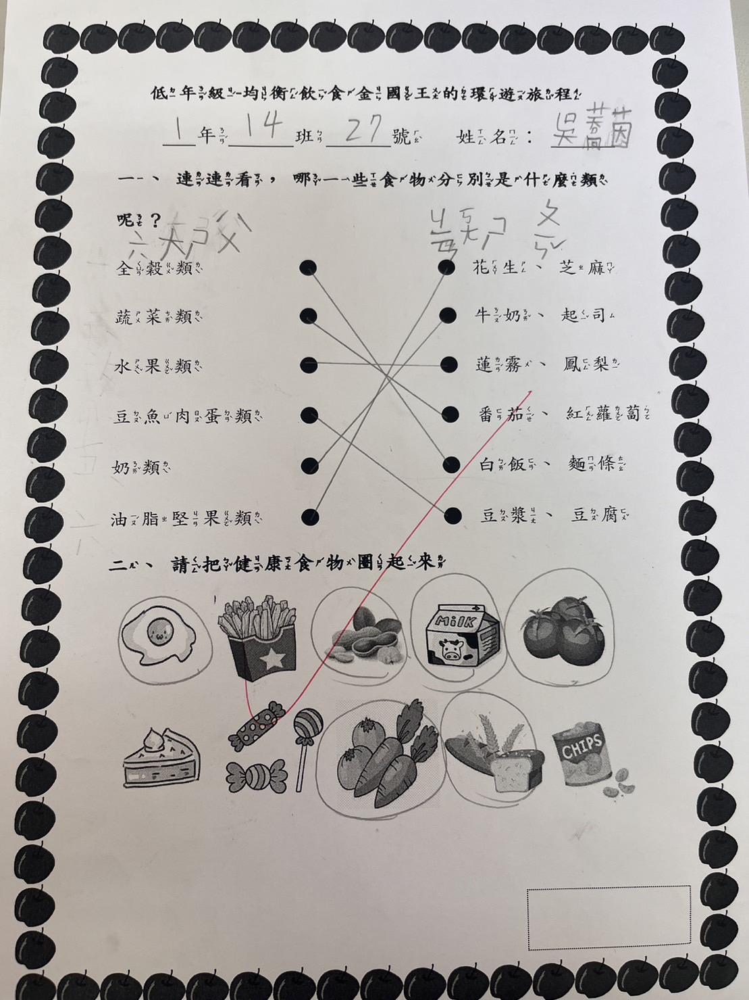 低年級均衡飲食金國王的環遊旅程
1年14班27號 姓名：吳蕎茵
一、連連看，哪一些食物分別是什麼類
呢？
全穀類 花生、芝麻
蔬菜類 牛奶、起司
水果類 蓮霧、鳳梨
豆魚肉蛋類 番茄、紅蘿蔔
奶類 白飯、麵條
油脂堅果類 豆漿、豆腐
二、請把健康食物圈起來
MiLK
CHIPS